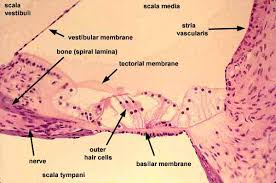 scala
vestibuli
scala media
stria
vascularis
vestibular membrane
bone (spiral lamina)
tectorial membrane
outer
hair cells
nerve
basilar membrane
scala tympani